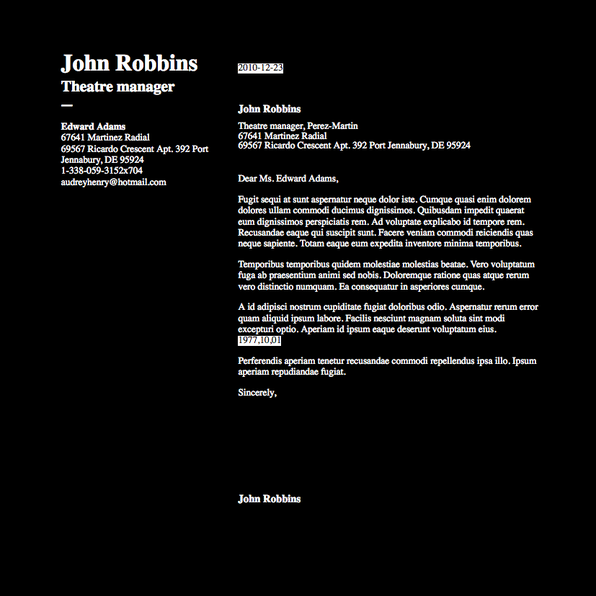 John Robbins
Theatre manager
—
Edward Adams
67641 Martinez Radial
69567 Ricardo Crescent Apt. 392 Port
Jennabury, DE 95924
1-338-059-3152x704
audreyhenry@hotmail.com
2010-12-23
John Robbins
Theatre manager, Perez-Martin
67641 Martinez Radial
69567 Ricardo Crescent Apt. 392 Port Jennabury, DE 95924
Dear Ms. Edward Adams,
Fugit sequi at sunt aspernatur neque dolor iste. Cumque quasi enim dolorem
dolores ullam commodi ducimus dignissimos. Quibusdam impedit quaerat
eum dignissimos perspiciatis rem. Ad voluptate explicabo id tempore rem.
Recusandae eaque qui suscipit sunt. Facere veniam commodi reiciendis quas
neque sapiente. Totam eaque eum expedita inventore minima temporibus.
Temporibus temporibus quidem molestiae molestias beatae. Vero voluptatum
fuga ab praesentium animi sed nobis. Doloremque ratione quas atque rerum
vero distinctio numquam. Ea consequatur in asperiores cumque.
A id adipisci nostrum cupiditate fugiat doloribus odio. Aspernatur rerum error
quam aliquid ipsum labore. Facilis nesciunt magnam soluta sint modi
excepturi optio. Aperiam id ipsum eaque deserunt voluptatum eius.
1977.10.01
Perferendis aperiam tenetur recusandae commodi repellendus ipsa illo. Ipsum
aperiam repudiandae fugiat.
Sincerely,
John Robbins